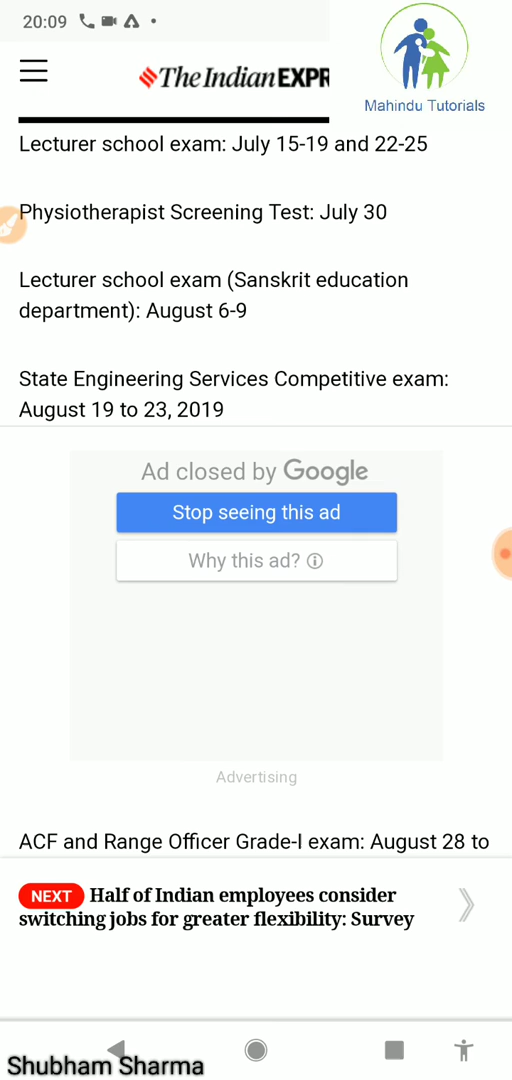 20:09
The Indian EXPR
Mahindu Tutorials
Lecturer school exam: July 15-19 and 22-25
Physiotherapist Screening Test: July 30
Lecturer school exam (Sanskrit education
department): August 6-9
State Engineering Services Competitive exam:
August 19 to 23, 2019
Ad closed by Google
Stop seeing this ad
Why this ad?
Advertising
ACF and Range Officer Grade-I exam: August 28 to
NEXT Half of Indian employees consider
switching jobs for greater flexibility: Survey
Shubham Sharma